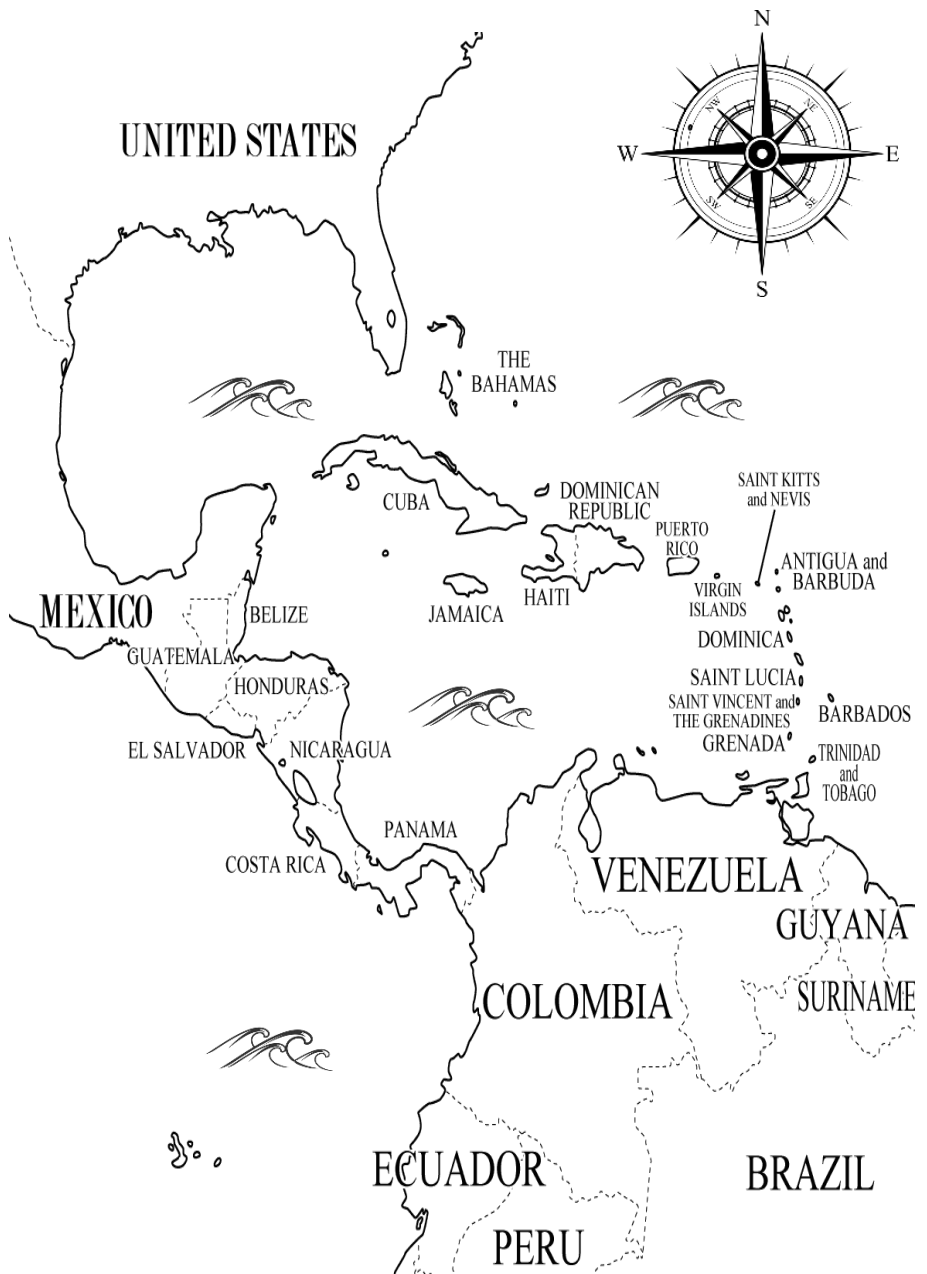 N
NW
NE
W
E
SW
SE
S
UNITED STATES
THE
BAHAMAS
CUBA
DOMINICAN
REPUBLIC
SAINT KITTS
and NEVIS
PUERTO
RICO
ANTIGUA and
BARBUDA
VIRGIN
ISLANDS
HAITI
JAMAICA
MEXICO
BELIZE
DOMINICA
GUATEMALA
HONDURAS
SAINT LUCIA
SAINT VINCENT and
THE GRENADINES
BARBADOS
GRENADA
EL SALVADOR
NICARAGUA
TRINIDAD
and
TOBAGO
PANAMA
COSTA RICA
VENEZUELA
GUYANA
COLOMBIA
SURINAME
ECUADOR
BRAZIL
PERU